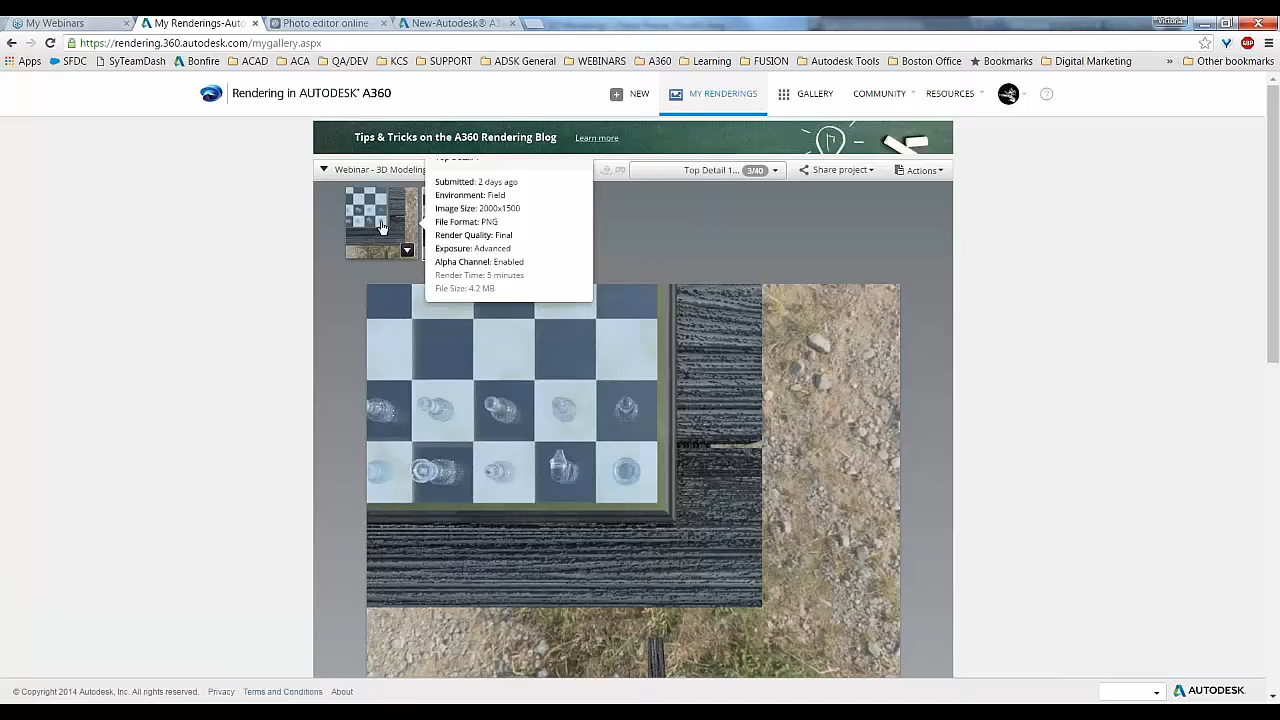 My Webinars
My Renderings-Auto
Photo editor online
New-Autodesk® A3
Victoria
https://rendering.360.autodesk.com/mygallery.aspx
Apps SFDC SyTeamDash Bonfire ACAD ACA QA/DEV KCS SUPPORT ADSK General WEBINARS A360 Learning FUSION Autodesk Tools Boston Office Bookmarks Digital Marketing » Other bookmarks
Rendering in AUTODESK® A360
NEW MY RENDERINGS GALLERY COMMUNITY RESOURCES
Tips & Tricks on the A360 Rendering Blog Learn more
Webinar - 3D Modeling
Top Detail 1... 3/40
Share project
Actions
Submitted: 2 days ago
Environment: Field
Image Size: 2000x1500
File Format: PNG
Render Quality: Final
Exposure: Advanced
Alpha Channel: Enabled
Render Time: 5 minutes
File Size: 4.2 MB
© Copyright 2014 Autodesk, Inc. All rights reserved. Privacy Terms and Conditions About
AUTODESK.